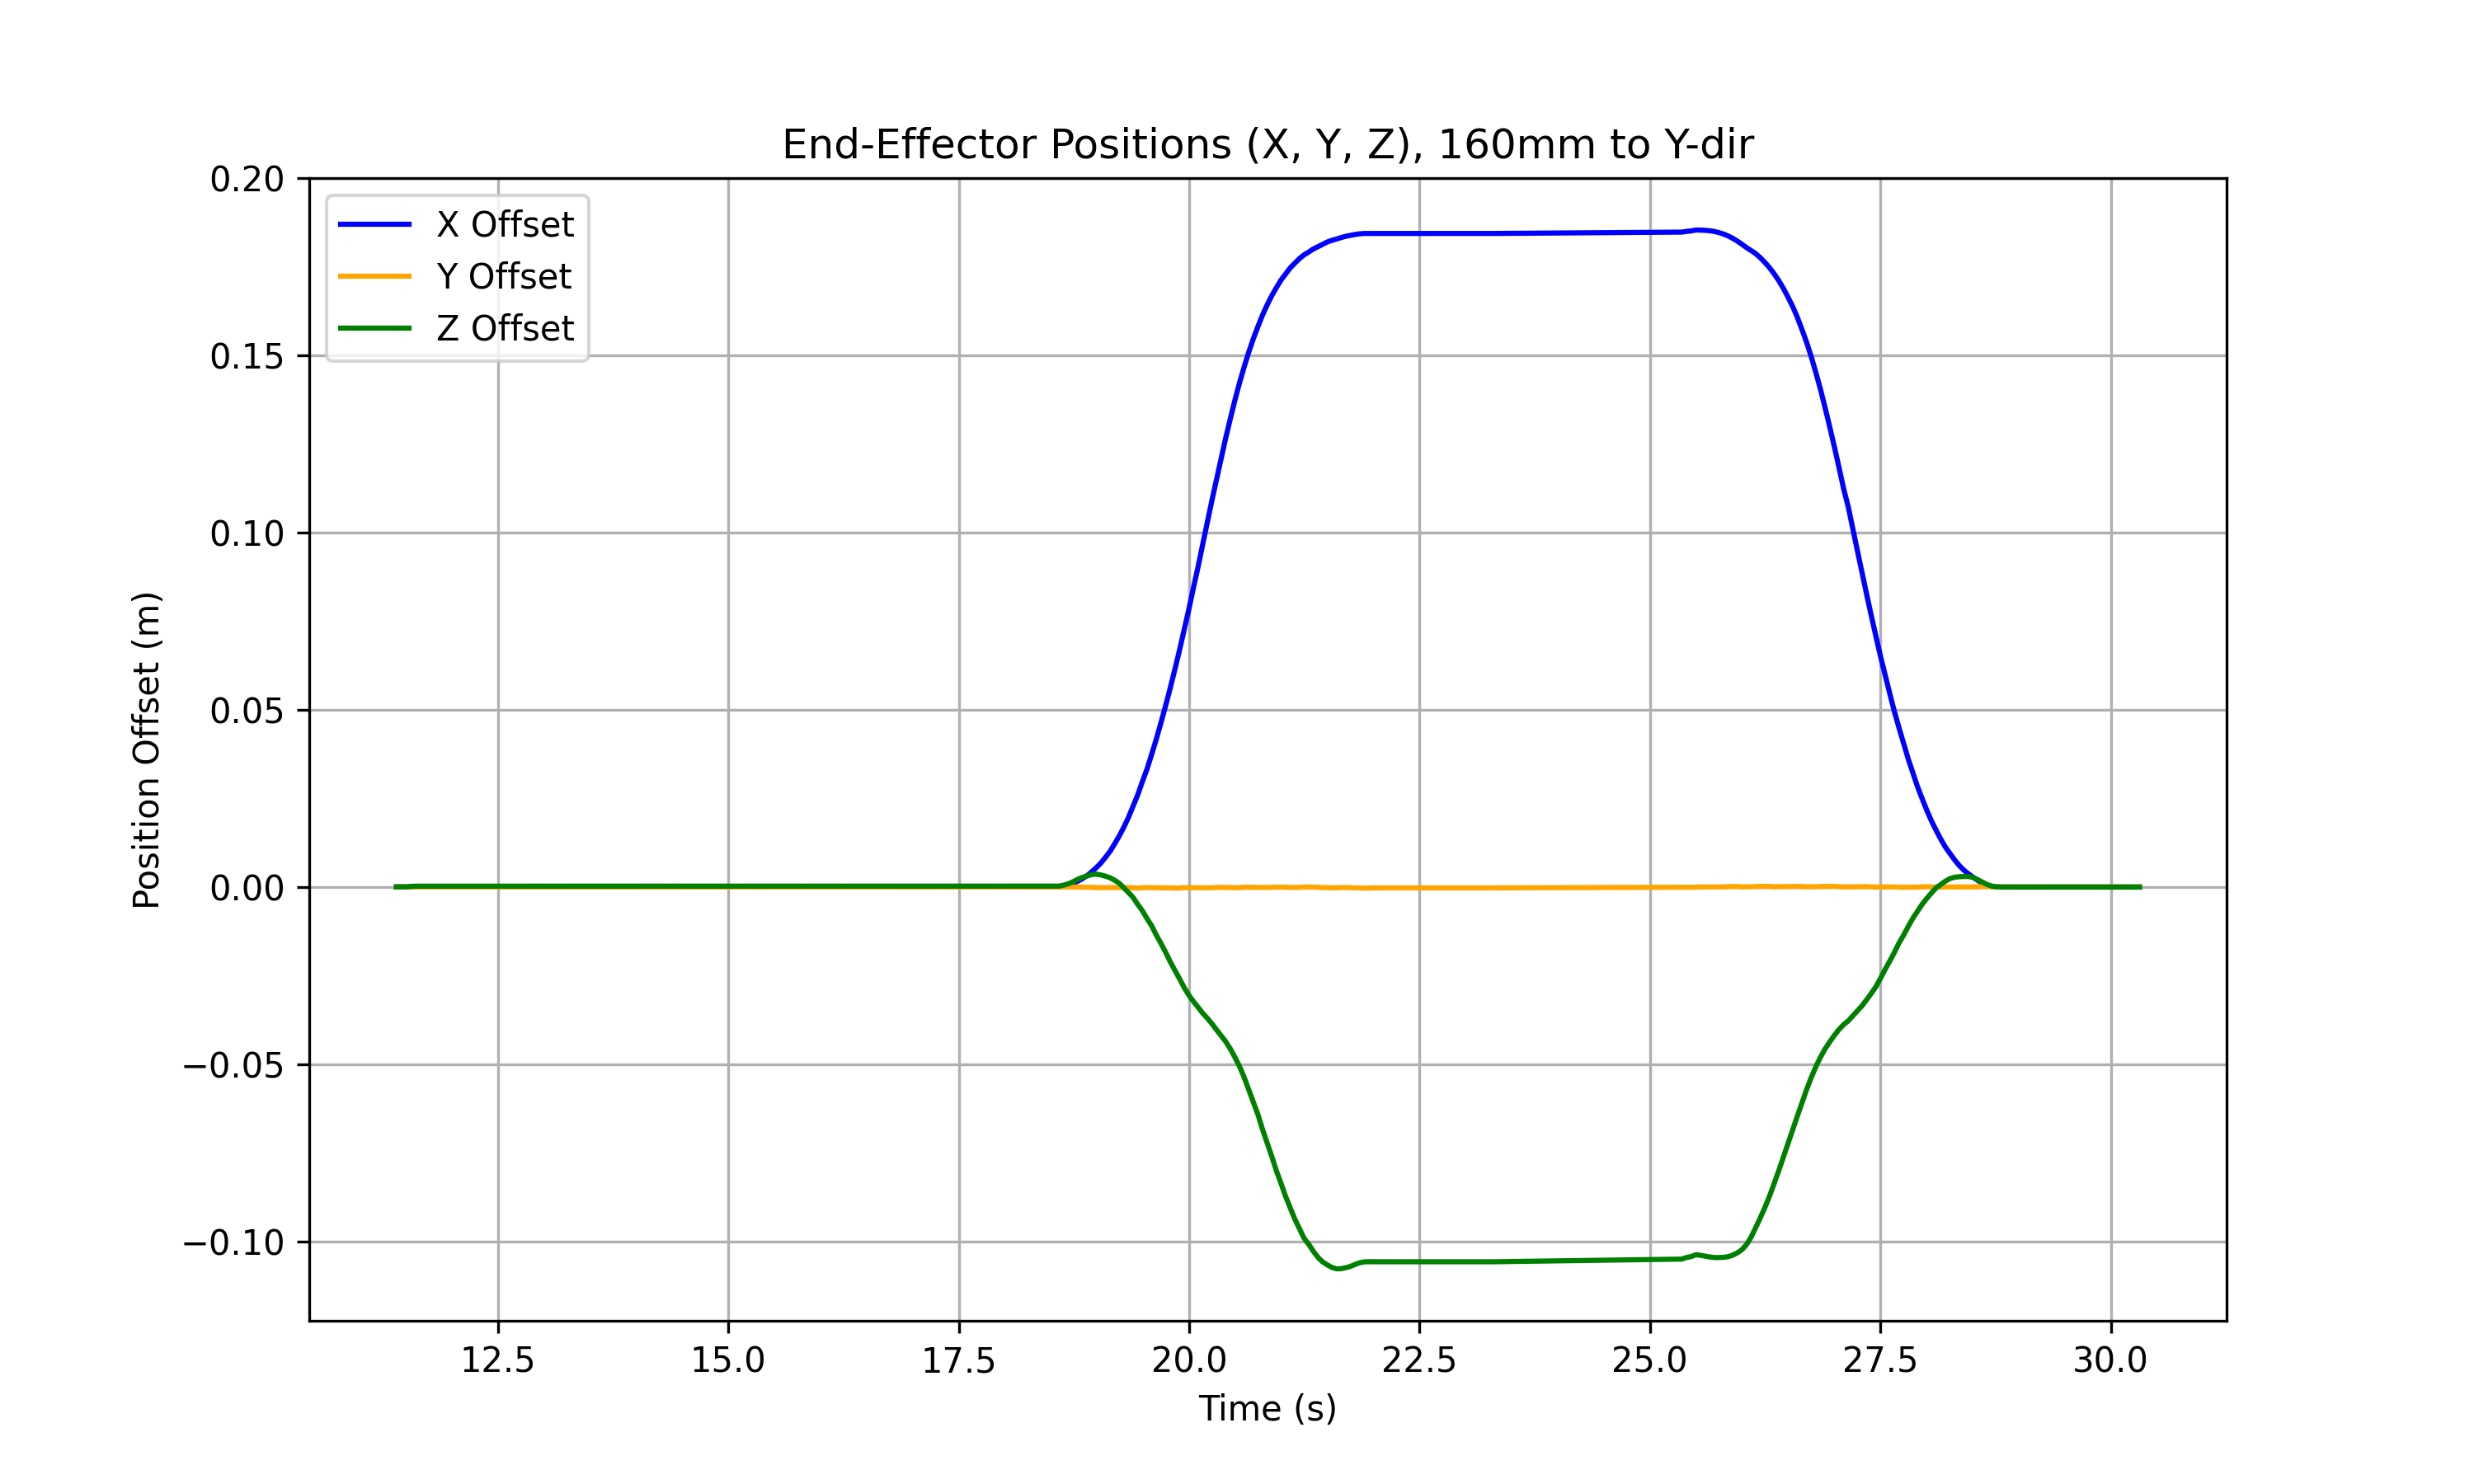 End-Effector Positions (X, Y, Z), 160mm to Y-dir
X Offset
Y Offset
Z Offset
0.20
0.15
0.10
0.05
0.00
−0.05
−0.10
Position Offset (m)
12.5 15.0 17.5 20.0 22.5 25.0 27.5 30.0
Time (s)